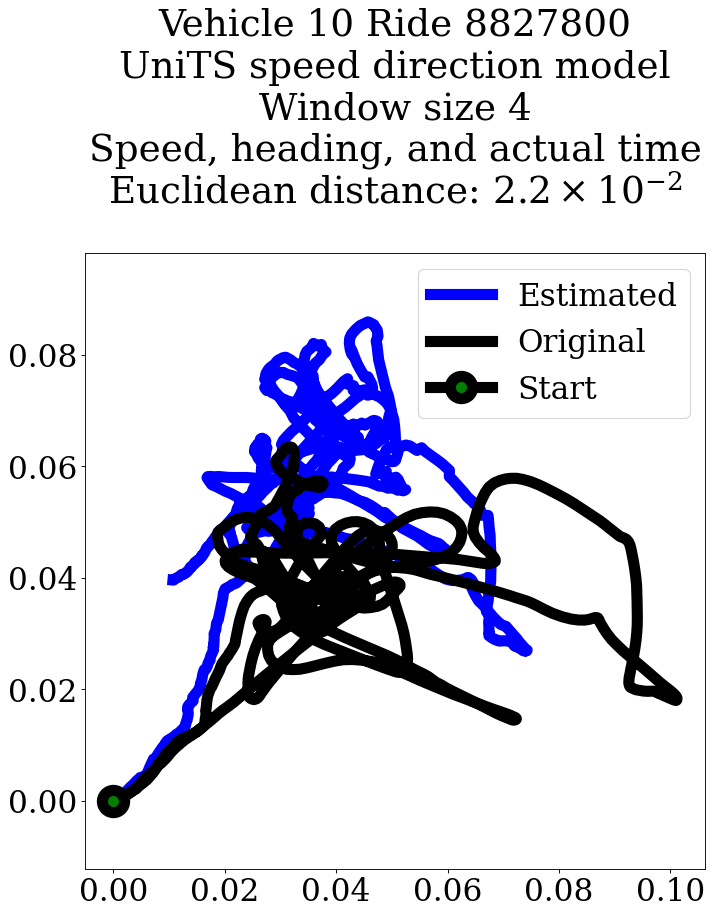 Vehicle 10 Ride 8827800
UniTS speed direction model
Window size 4
Speed, heading, and actual time
Euclidean distance: 2.2 × 10⁻²
Estimated
Original
Start
0.08
0.06
0.04
0.02
0.00
0.00 0.02 0.04 0.06 0.08 0.10